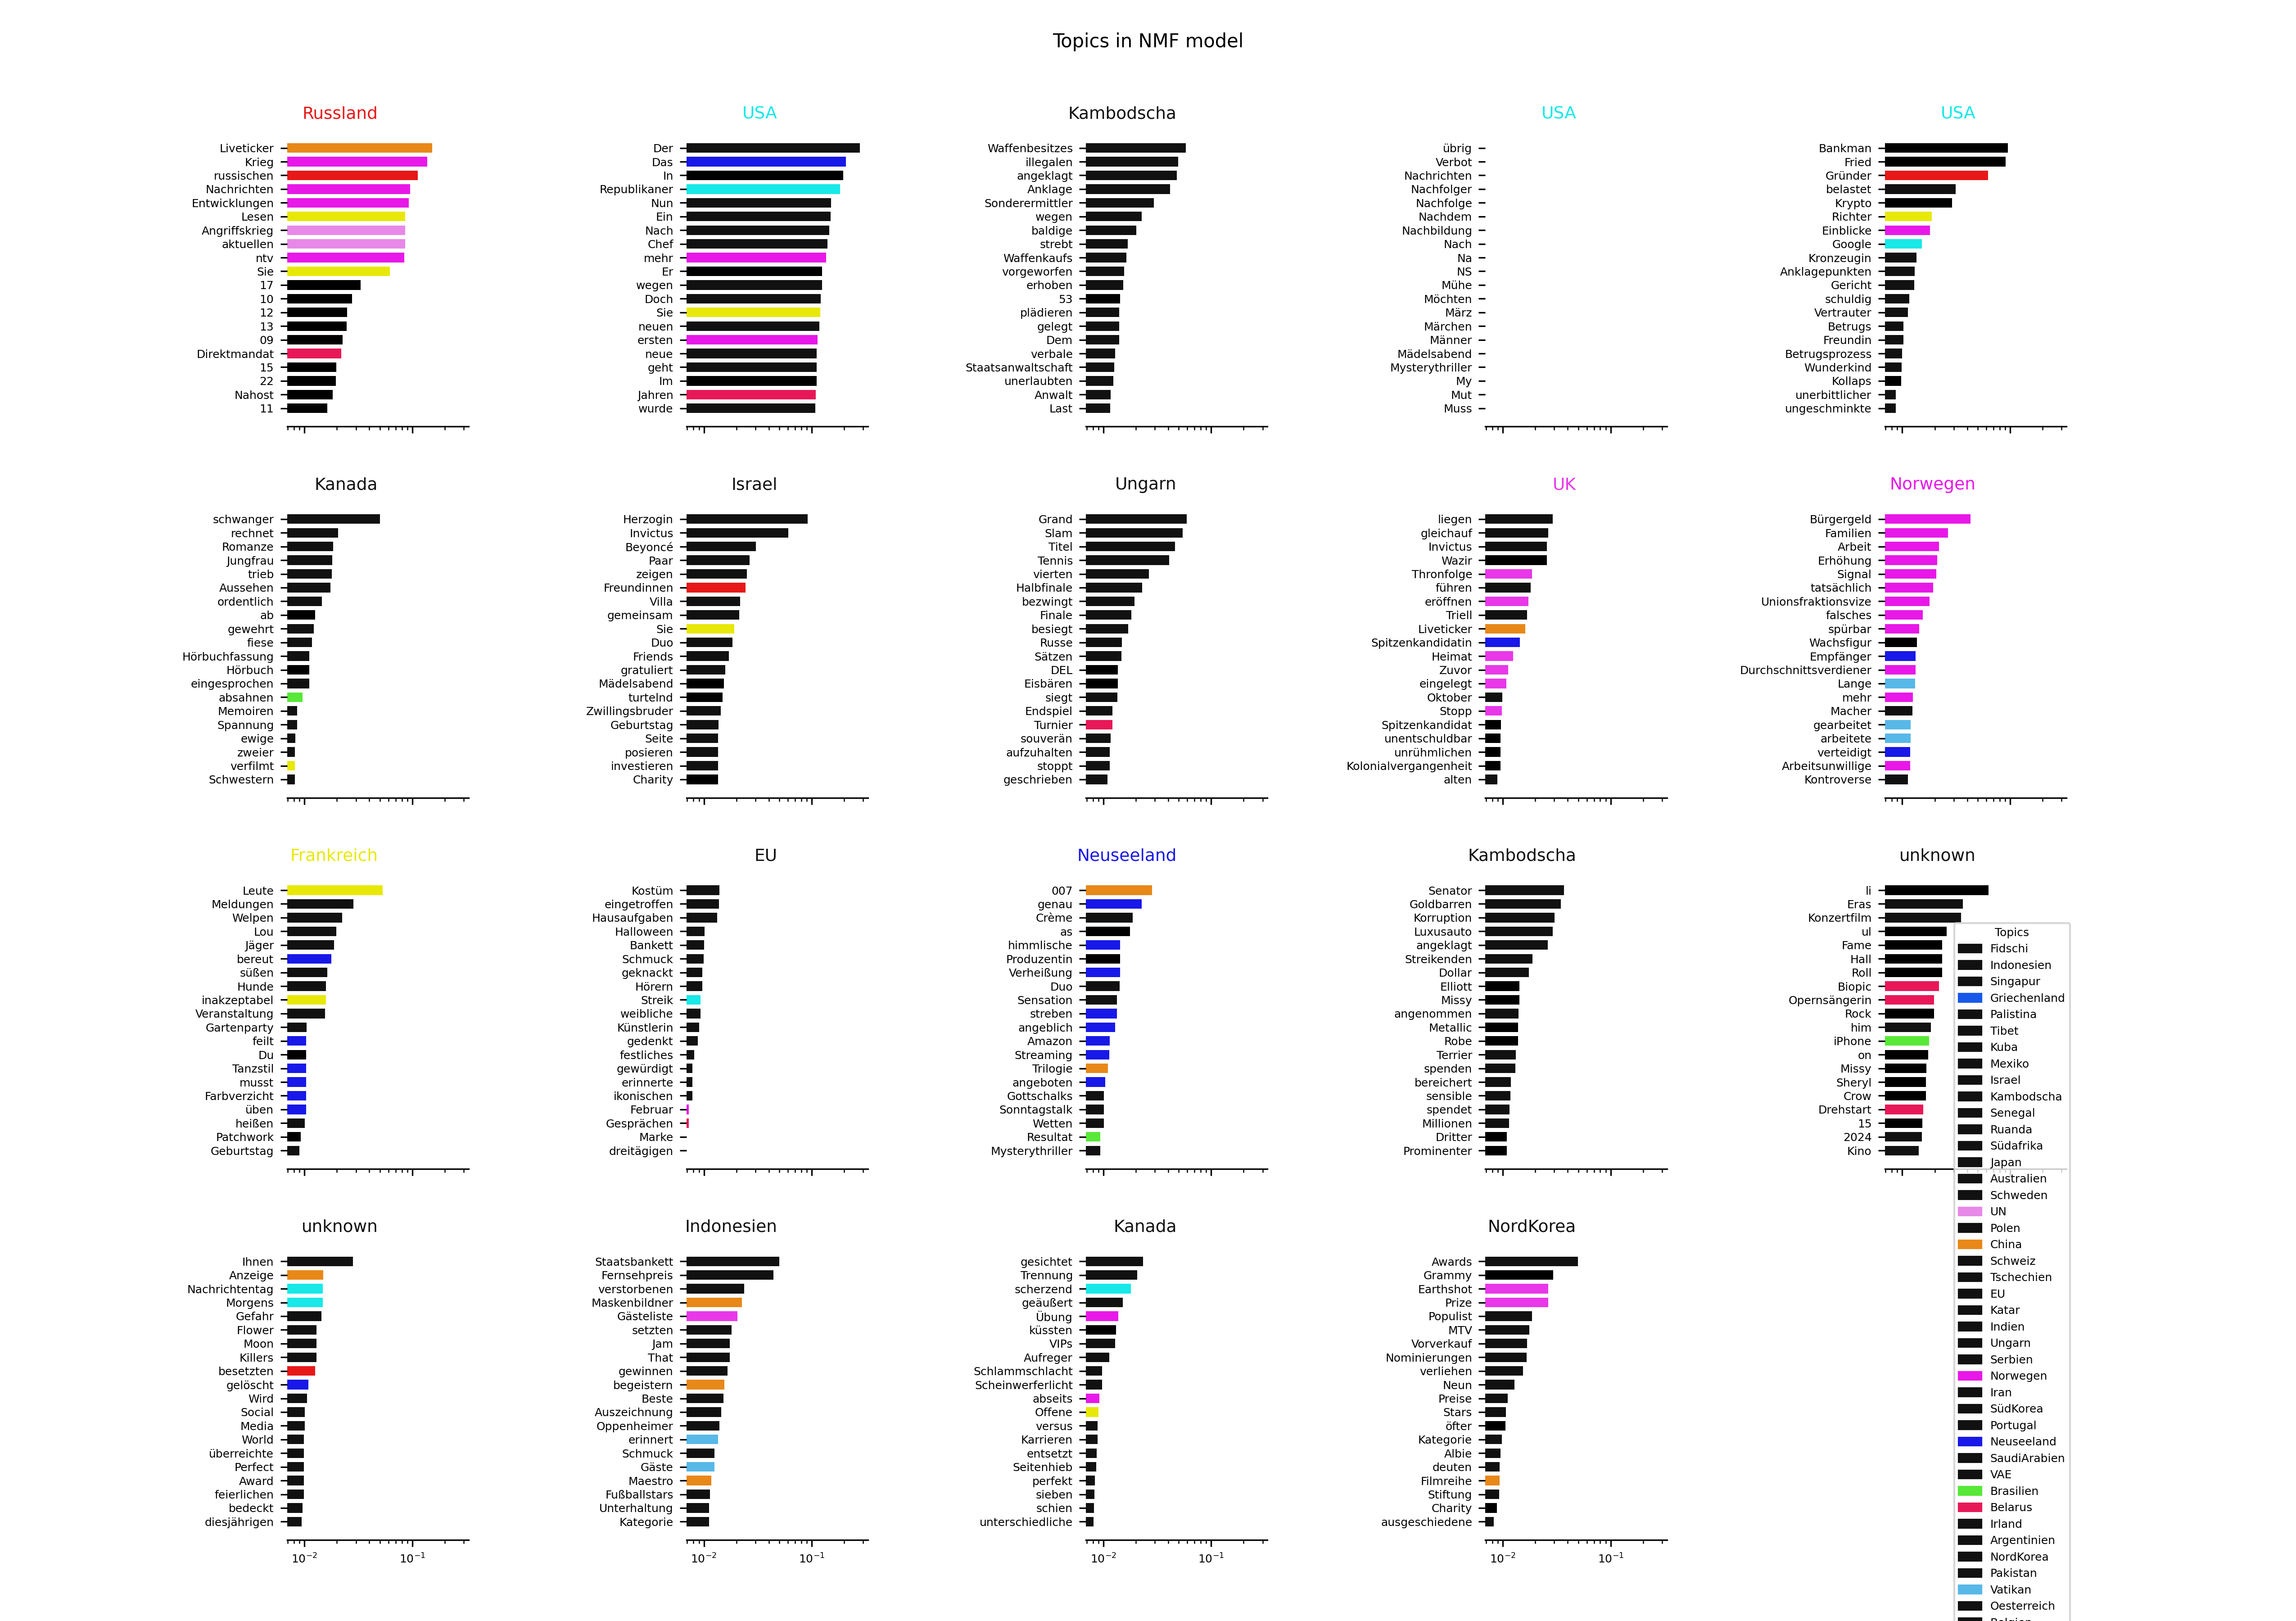 Topics in NMF model
Russland
Liveticker
Krieg
russischen
Nachrichten
Entwicklungen
Lesen
Angriffskrieg
aktuellen
ntv
Sie
17
10
12
13
09
Direktmandat
15
22
Nahost
11
USA
Der
Das
In
Republikaner
Nun
Ein
Nach
Chef
mehr
Er
wegen
Doch
Sie
neuen
ersten
neue
geht
Im
Jahren
wurde
Kambodscha
Waffenbesitzes
illegalen
angeklagt
Anklage
Sonderermittler
wegen
baldige
strebt
Waffenkaufs
vorgeworfen
erhoben
53
plädieren
gelegt
Dem
verbale
Staatsanwaltschaft
unerlaubten
Anwalt
Last
USA
übrig
Verbot
Nachrichten
Nachfolger
Nachfolge
Nachdem
Nachbildung
Nach
Na
NS
Mühe
Möchten
März
Märchen
Männer
Mädelsabend
Mysterythriller
My
Mut
Muss
USA
Bankman
Fried
Gründer
belastet
Krypto
Richter
Einblicke
Google
Kronzeugin
Anklagepunkten
Gericht
schuldig
Vertrauter
Betrugs
Freundin
Betrugsprozess
Wunderkind
Kollaps
unerbittlicher
ungeschminkte
Kanada
schwanger
rechnet
Romanze
Jungfrau
trieb
Aussehen
ordentlich
ab
gewehrt
fiese
Hörbuchfassung
Hörbuch
eingesprochen
absahnen
Memoiren
Spannung
ewige
zweier
verfilmt
Schwestern
Israel
Herzogin
Invictus
Beyoncé
Paar
zeigen
Freundinnen
Villa
gemeinsam
Sie
Duo
Friends
gratuliert
Mädelsabend
turtelnd
Zwillingsbruder
Geburtstag
Seite
posieren
investieren
Charity
Ungarn
Grand
Slam
Titel
Tennis
vierten
Halbfinale
bezwingt
Finale
besiegt
Russe
Sätzen
DEL
Eisbären
siegt
Endspiel
Turnier
souverän
aufzuhalten
stoppt
geschrieben
UK
liegen
gleichauf
Invictus
Wazir
Thronfolge
führen
eröffnen
Triell
Liveticker
Spitzenkandidatin
Heimat
Zuvor
eingelegt
Oktober
Stopp
Spitzenkandidat
unentschuldbar
unrühmlichen
Kolonialvergangenheit
alten
Norwegen
Bürgergeld
Familien
Arbeit
Erhöhung
Signal
tatsächlich
Unionsfraktionsvize
falsches
spürbar
Wachsfigur
Empfänger
Durchschnittsverdiener
Lange
mehr
Macher
gearbeitet
arbeitete
verteidigt
Arbeitsunwillige
Kontroverse
Frankreich
Leute
Meldungen
Welpen
Lou
Jäger
bereut
süßen
Hunde
inakzeptabel
Veranstaltung
Gartenparty
feilt
Du
Tanzstil
musst
Farbverzicht
üben
heißen
Patchwork
Geburtstag
EU
Kostüm
eingetroffen
Hausaufgaben
Halloween
Bankett
Schmuck
geknackt
Hörern
Streik
weibliche
Künstlerin
gedenkt
festliches
gewürdigt
erinnerte
ikonischen
Februar
Gesprächen
Marke
dreitägigen
Neuseeland
007
genau
Crème
as
himmlische
Produzentin
Verheißung
Duo
Sensation
streben
angeblich
Amazon
Streaming
Trilogie
angeboten
Gottschalks
Sonntagstalk
Wetten
Resultat
Mysterythriller
Kambodscha
Senator
Goldbarren
Korruption
Luxusauto
angeklagt
Streikenden
Dollar
Elliott
Missy
angenommen
Metallic
Robe
Terrier
spenden
bereichert
sensible
spendet
Millionen
Dritter
Prominenter
unknown
li
Eras
Konzertfilm
ul
Fame
Hall
Roll
Biopic
Opernsängerin
Rock
him
iPhone
on
Missy
Sheryl
Crow
Drehstart
15
2024
Kino
unknown
Ihnen
Anzeige
Nachrichtentag
Morgens
Gefahr
Flower
Moon
Killers
besetzten
gelöscht
Wird
Social
Media
World
überreichte
Perfect
Award
feierlichen
bedeckt
diesjährigen
10⁻²
10⁻¹
Indonesien
Staatsbankett
Fernsehpreis
verstorbenen
Maskenbildner
Gästeliste
setzten
Jam
That
gewinnen
begeistern
Beste
Auszeichnung
Oppenheimer
erinnert
Schmuck
Gäste
Maestro
Fußballstars
Unterhaltung
Kategorie
10⁻²
10⁻¹
Kanada
gesichtet
Trennung
scherzend
geäußert
Übung
küssten
VIPs
Aufreger
Schlammschlacht
Scheinwerferlicht
abseits
Offene
versus
Karrieren
entsetzt
Seitenhieb
perfekt
sieben
schien
unterschiedliche
10⁻²
10⁻¹
NordKorea
Awards
Grammy
Earthshot
Prize
Populist
MTV
Vorverkauf
Nominierungen
verliehen
Neun
Preise
Stars
öfter
Kategorie
Albie
deuten
Filmreihe
Stiftung
Charity
ausgeschiedene
10⁻²
10⁻¹
Topics
Fidschi
Indonesien
Singapur
Griechenland
Palistina
Tibet
Kuba
Mexiko
Israel
Kambodscha
Senegal
Ruanda
Südafrika
Japan
Australien
Schweden
UN
Polen
China
Schweiz
Tschechien
EU
Katar
Indien
Ungarn
Serbien
Norwegen
Iran
SüdKorea
Portugal
Neuseeland
SaudiArabien
VAE
Brasilien
Belarus
Irland
Argentinien
NordKorea
Pakistan
Vatikan
Oesterreich